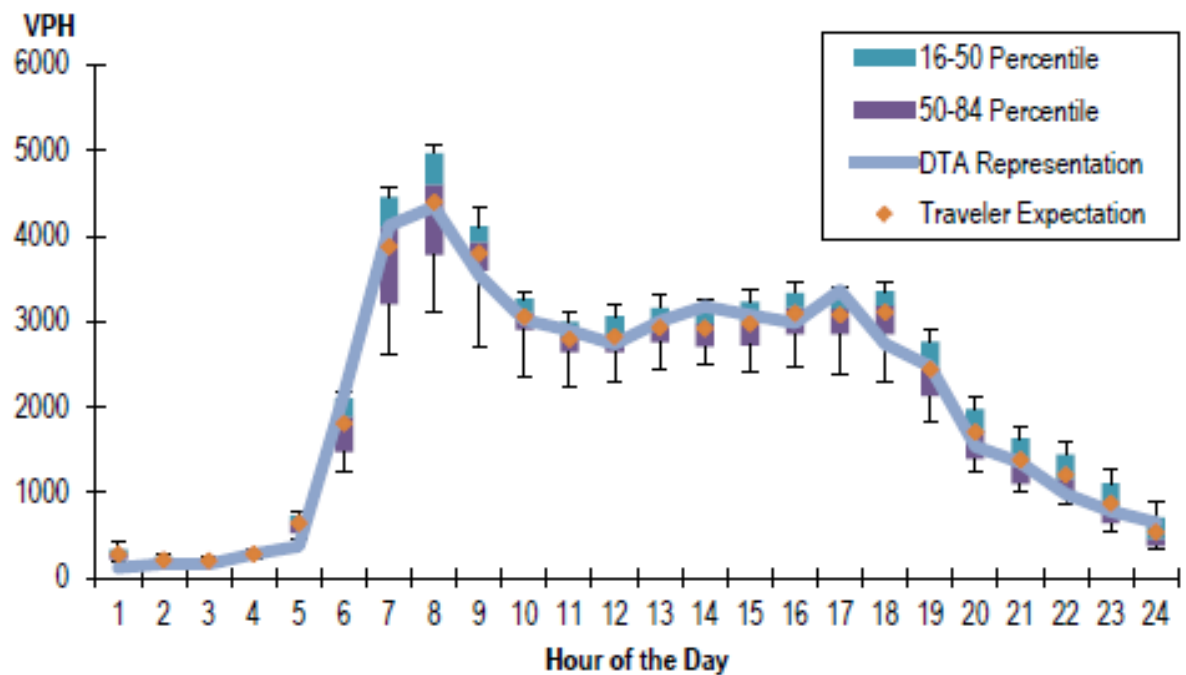 VPH
6000
5000
4000
3000
2000
1000
0
16-50 Percentile
50-84 Percentile
DTA Representation
Traveler Expectation
1 2 3 4 5 6 7 8 9 10 11 12 13 14 15 16 17 18 19 20 21 22 23 24
Hour of the Day